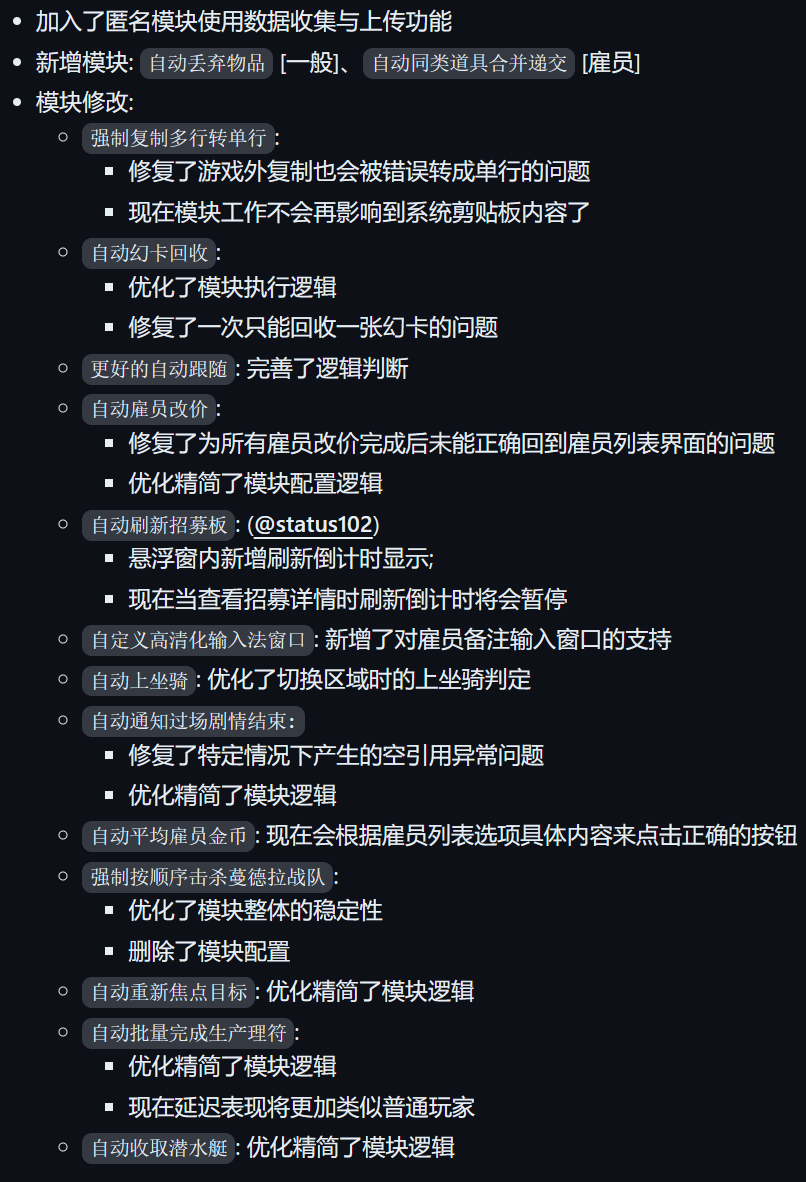 加入了匿名模块使用数据收集与上传功能
新增模块: 自动丢弃物品 [一般]、 自动同类道具合并递交 [雇员]
模块修改:
强制复制多行转单行:
修复了游戏外复制也会被错误转成单行的问题
现在模块工作不会再影响到系统剪贴板内容了
自动幻卡回收:
优化了模块执行逻辑
修复了一次只能回收一张幻卡的问题
更好的自动跟随: 完善了逻辑判断
自动雇员改价:
修复了为所有雇员改价完成后未能正确回到雇员列表界面的问题
优化精简了模块配置逻辑
自动刷新招募板: (@status102)
悬浮窗内新增刷新倒计时显示;
现在当查看招募详情时刷新倒计时将会暂停
自定义高清化输入法窗口: 新增了对雇员备注输入窗口的支持
自动上坐骑: 优化了切换区域时的上坐骑判定
自动通知过场剧情结束:
修复了特定情况下产生的空引用异常问题
优化精简了模块逻辑
自动平均雇员金币: 现在会根据雇员列表选项具体内容来点击正确的按钮
强制按顺序击杀蔓德拉战队:
优化了模块整体的稳定性
删除了模块配置
自动重新焦点目标: 优化精简了模块逻辑
自动批量完成生产理符:
优化精简了模块逻辑
现在延迟表现将更加类似普通玩家
自动收取潜水艇: 优化精简了模块逻辑